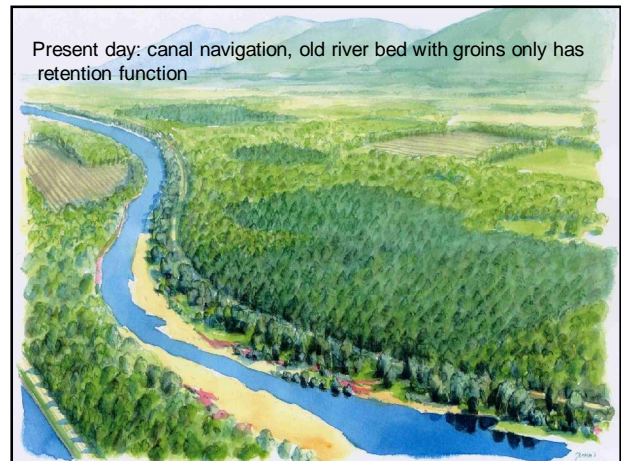 Present day: canal navigation, old river bed with groins only has
retention function